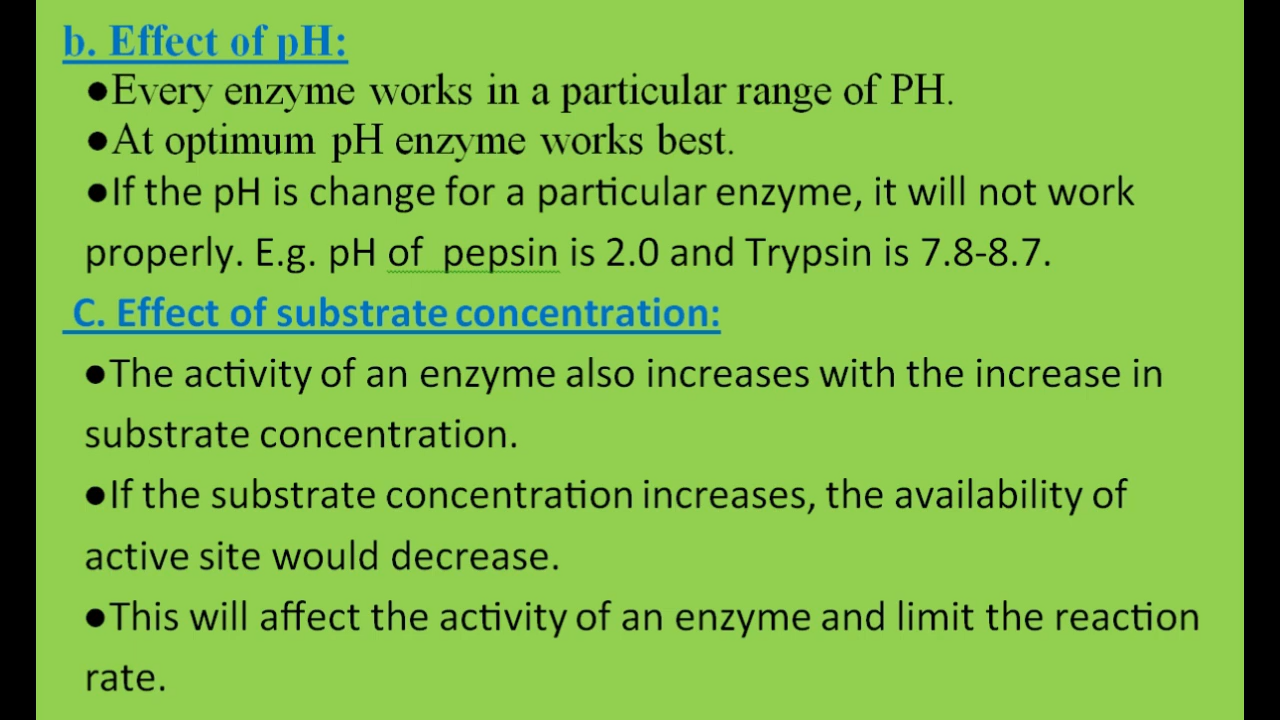 b. Effect of pH:
●Every enzyme works in a particular range of PH.
●At optimum pH enzyme works best.
●If the pH is change for a particular enzyme, it will not work
properly. E.g. pH of pepsin is 2.0 and Trypsin is 7.8-8.7.
C. Effect of substrate concentration:
●The activity of an enzyme also increases with the increase in
substrate concentration.
●If the substrate concentration increases, the availability of
active site would decrease.
●This will affect the activity of an enzyme and limit the reaction
rate.